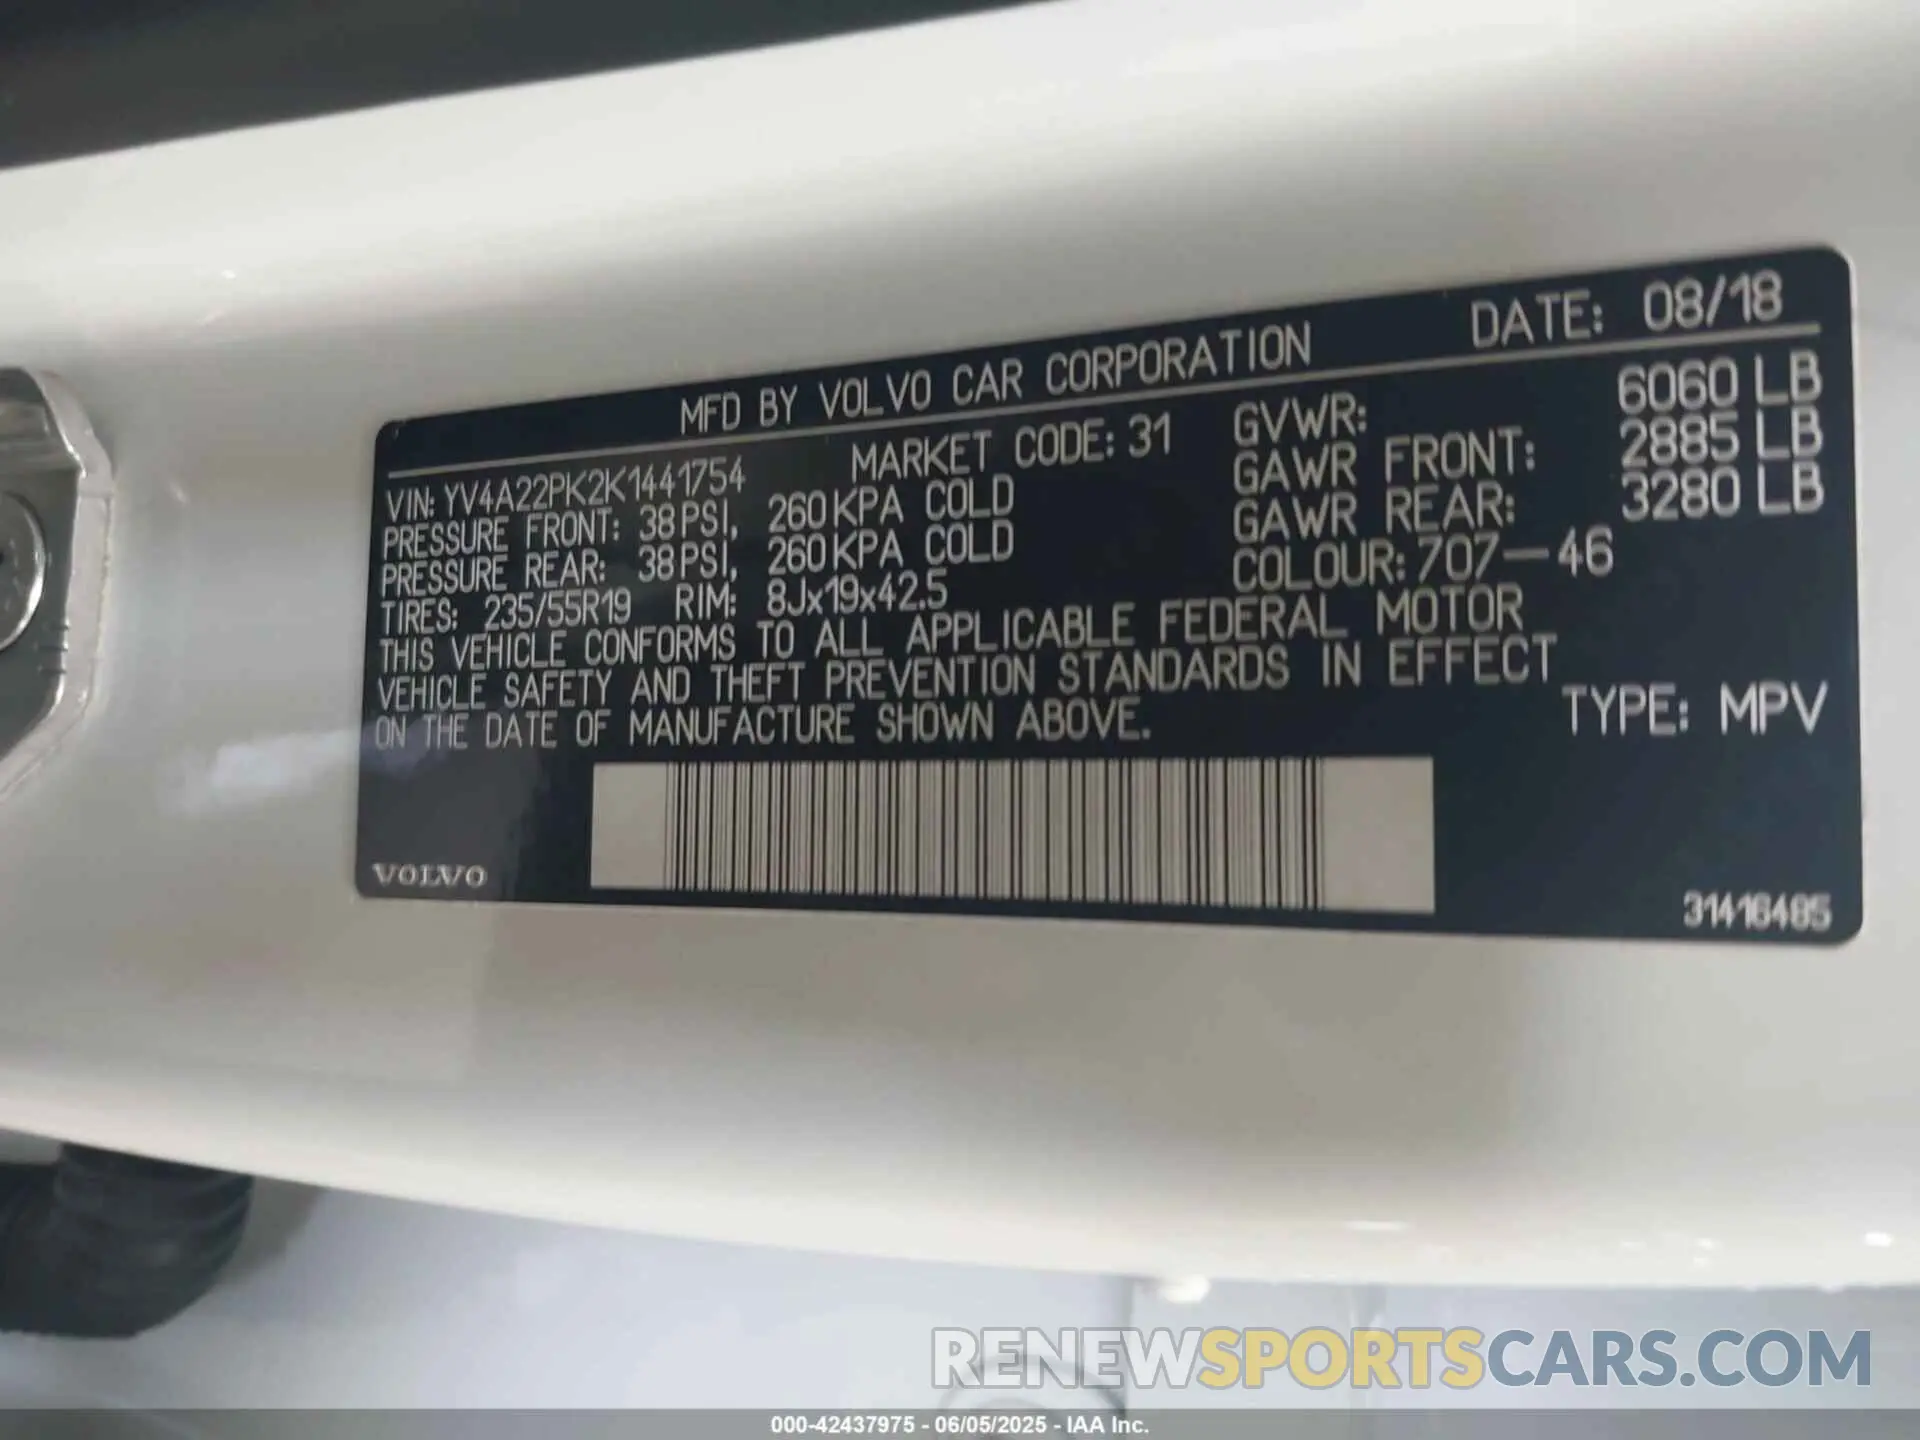 MFD BY VOLVO CAR CORPORATION DATE: 08/18
VIN: YV4A22PK2K1441754 MARKET CODE: 31 GVWR: 6060 LB
PRESSURE FRONT: 38 PSI, 260 KPA COLD GAWR FRONT: 2885 LB
PRESSURE REAR: 38 PSI, 260 KPA COLD GAWR REAR: 3280 LB
TIRES: 235/55R19 RIM: 8Jx19x42.5 COLOUR: 707-46
THIS VEHICLE CONFORMS TO ALL APPLICABLE FEDERAL MOTOR
VEHICLE SAFETY AND THEFT PREVENTION STANDARDS IN EFFECT
ON THE DATE OF MANUFACTURE SHOWN ABOVE. TYPE: MPV
VOLVO
31416485
RENEWSPORTSCARS.COM
000-42437975 - 06/05/2025 - IAA Inc.